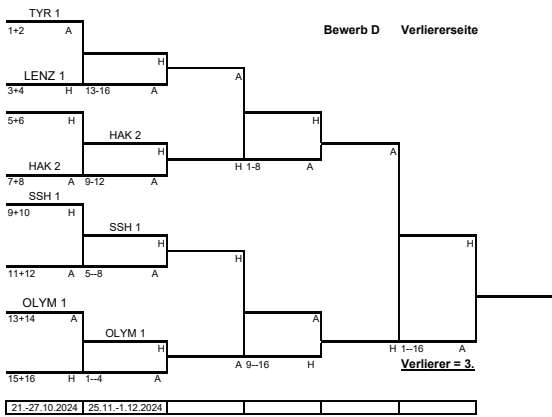 TYR 1
1+2 A
Bewerb D Verliererseite
H
LENZ 1
3+4 H 13-16 A
A
5+6 H
HAK 2
H
H
HAK 2
7+8 A 9-12 A
H 1-8 A
A
SSH 1
9+10 H
SSH 1
H
H
H
11+12 A 5--8 A
OLYM 1
13+14 A
A
OLYM 1
H
15+16 H 1--4 A
A 9--16 H
H 1--16 A
Verlierer = 3.
21.-27.10.2024 25.11.-1.12.2024